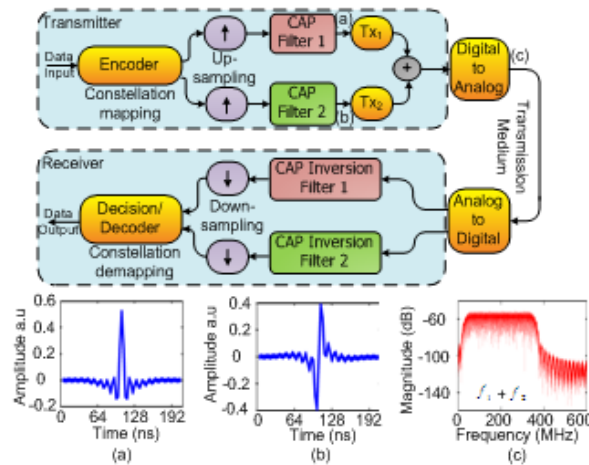 Transmitter
Data Input
Encoder
Constellation mapping
Up-sampling
CAP Filter 1
(a)
Tx1
CAP Filter 2
(b)
Tx2
+
Digital to Analog
(c)
Transmission Medium
Receiver
Data Output
Decision/ Decoder
Constellation demapping
Down-sampling
CAP Inversion Filter 1
CAP Inversion Filter 2
Analog to Digital
Amplitude a.u
0.6
0.4
0.2
0
-0.2
0 64 128 192
Time (ns)
(a)
Amplitude a.u
0.4
0.2
0
-0.2
-0.4
0 64 128 192
Time (ns)
(b)
Magnitude (dB)
-60
-100
-140
f1 + f2
0 200 400 600
Frequency (MHz)
(c)